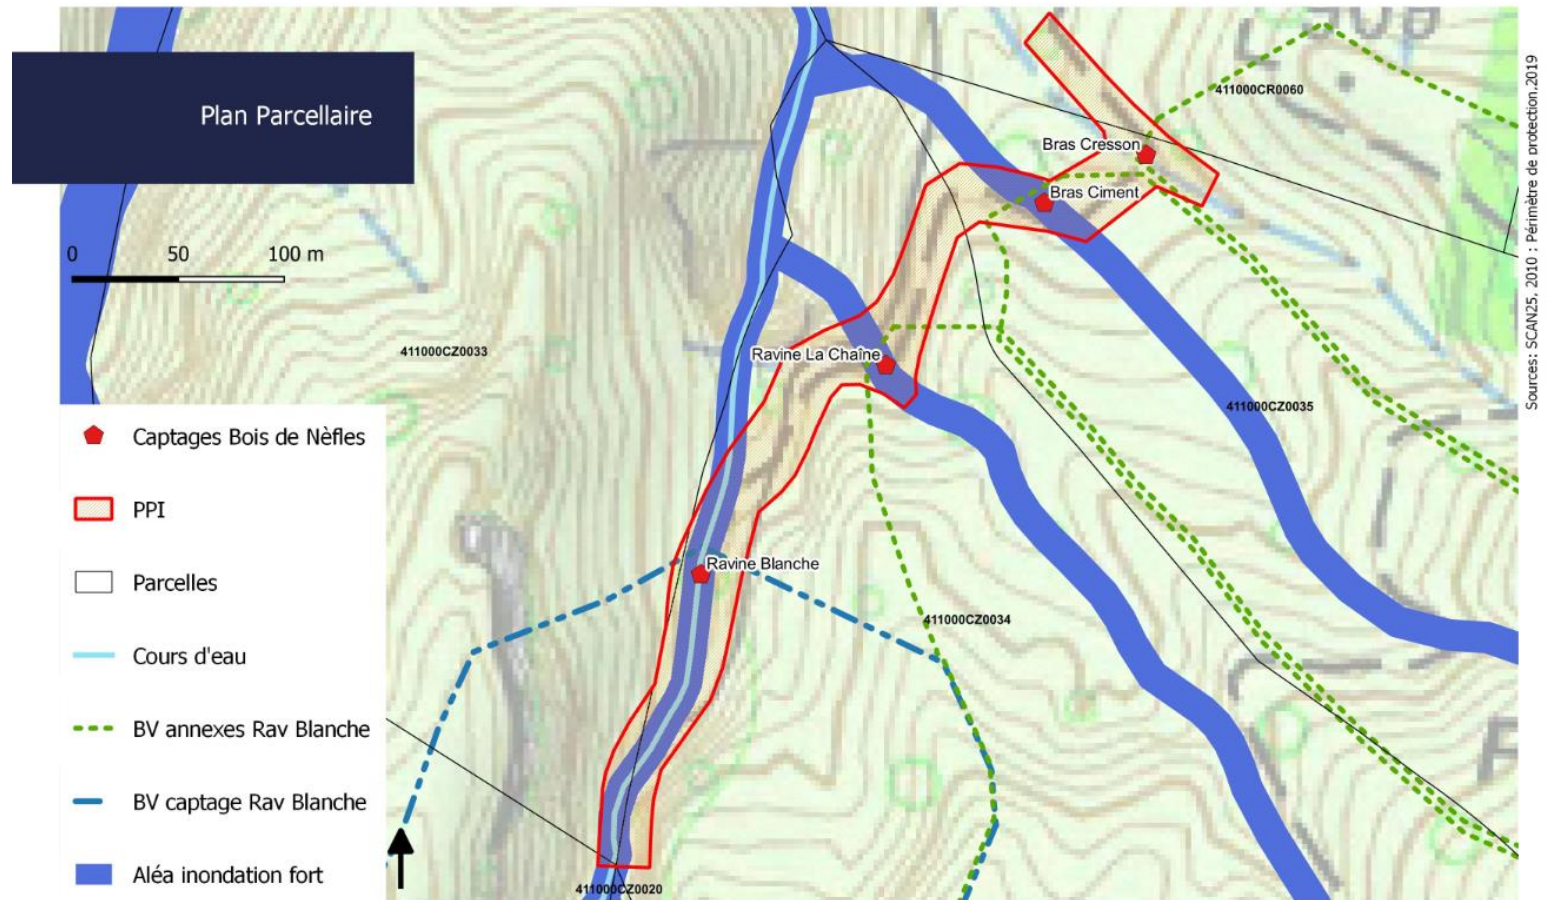 Plan Parcellaire
0 50 100 m
411000CR0060
Bras Cresson
Bras Ciment
411000CZ0033
Ravine La Chaîne
411000CZ0035
Ravine Blanche
411000CZ0034
411000CZ0020
Captages Bois de Nèfles
PPI
Parcelles
Cours d'eau
BV annexes Rav Blanche
BV captage Rav Blanche
Aléa inondation fort
Sources: SCAN25, 2010 ; Périmètre de protection,2019